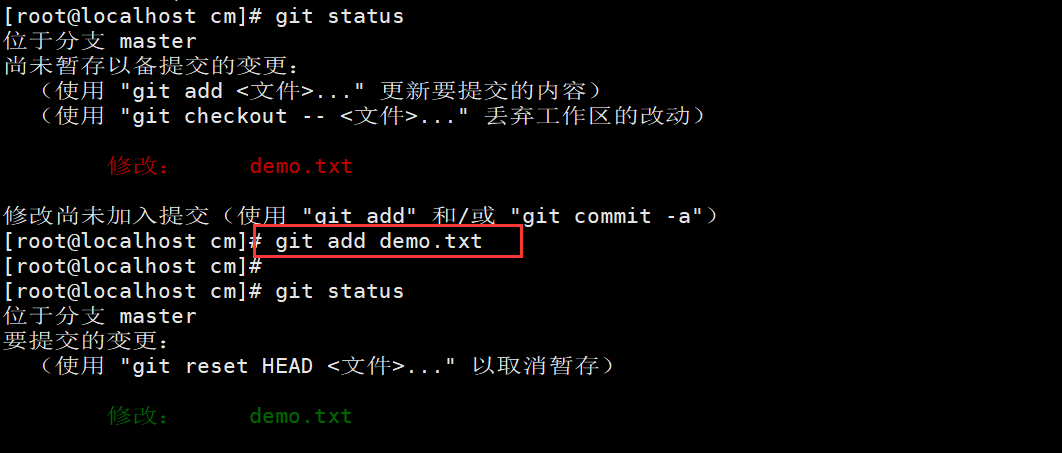 [root@localhost cm]# git status
位于分支 master
尚未暂存以备提交的变更：
（使用 "git add <文件>..." 更新要提交的内容）
（使用 "git checkout -- <文件>..." 丢弃工作区的改动）
修改：      demo.txt
修改尚未加入提交（使用 "git add" 和/或 "git commit -a"）
[root@localhost cm]# git add demo.txt
[root@localhost cm]#
[root@localhost cm]# git status
位于分支 master
要提交的变更：
（使用 "git reset HEAD <文件>..." 以取消暂存）
修改：      demo.txt